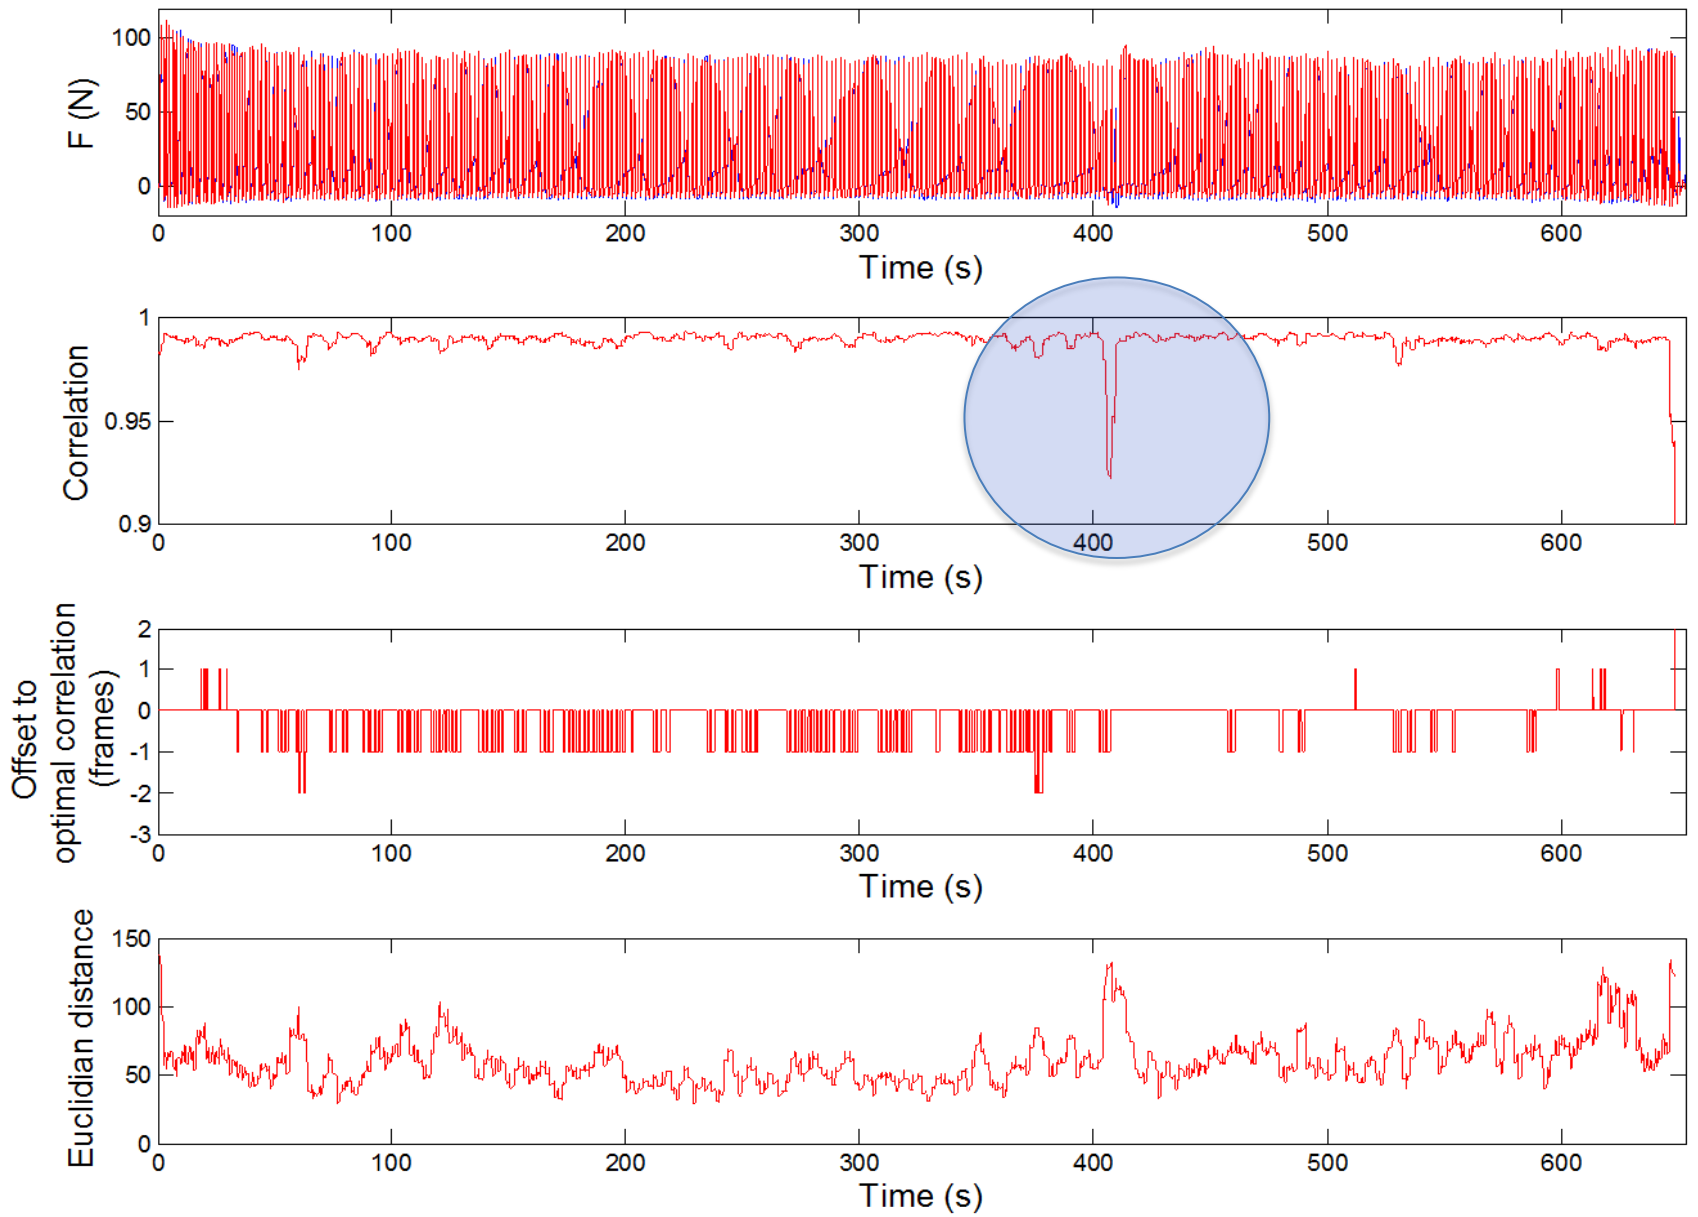 100
50
0
F (N)
0 100 200 300 400 500 600
Time (s)
1
0.95
0.9
Correlation
0 100 200 300 400 500 600
Time (s)
2
1
0
-1
-2
-3
Offset to
optimal correlation
(frames)
0 100 200 300 400 500 600
Time (s)
150
100
50
0
Euclidian distance
0 100 200 300 400 500 600
Time (s)